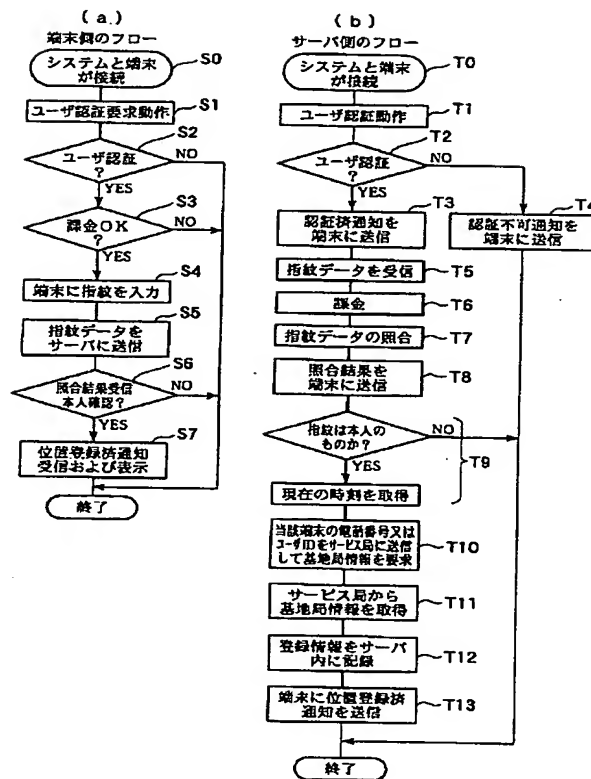 (a)
端末側のフロー
システムと端末
が接続
S0
ユーザ認証要求動作
S1
ユーザ認証
?
S2
NO
YES
課金OK
?
S3
NO
YES
端末に指紋を入力
S4
指紋データを
サーバに送信
S5
照合結果受信
本人確認?
S6
NO
YES
位置登録済通知
受信および表示
S7
終了
(b)
サーバ側のフロー
システムと端末
が接続
T0
ユーザ認証動作
T1
ユーザ認証
?
T2
NO
YES
認証済通知を
端末に送信
T3
認証不可通知を
端末に送信
T4
指紋データを受信
T5
課金
T6
指紋データの照合
T7
照合結果を
端末に送信
T8
指紋は本人の
ものか?
NO
YES
T9
現在の時刻を取得
当該端末の電話番号又は
ユーザIDをサービス局に送信
して基地局情報を要求
T10
サービス局から
基地局情報を取得
T11
登録情報をサーバ
内に記録
T12
端末に位置登録済
通知を送信
T13
終了